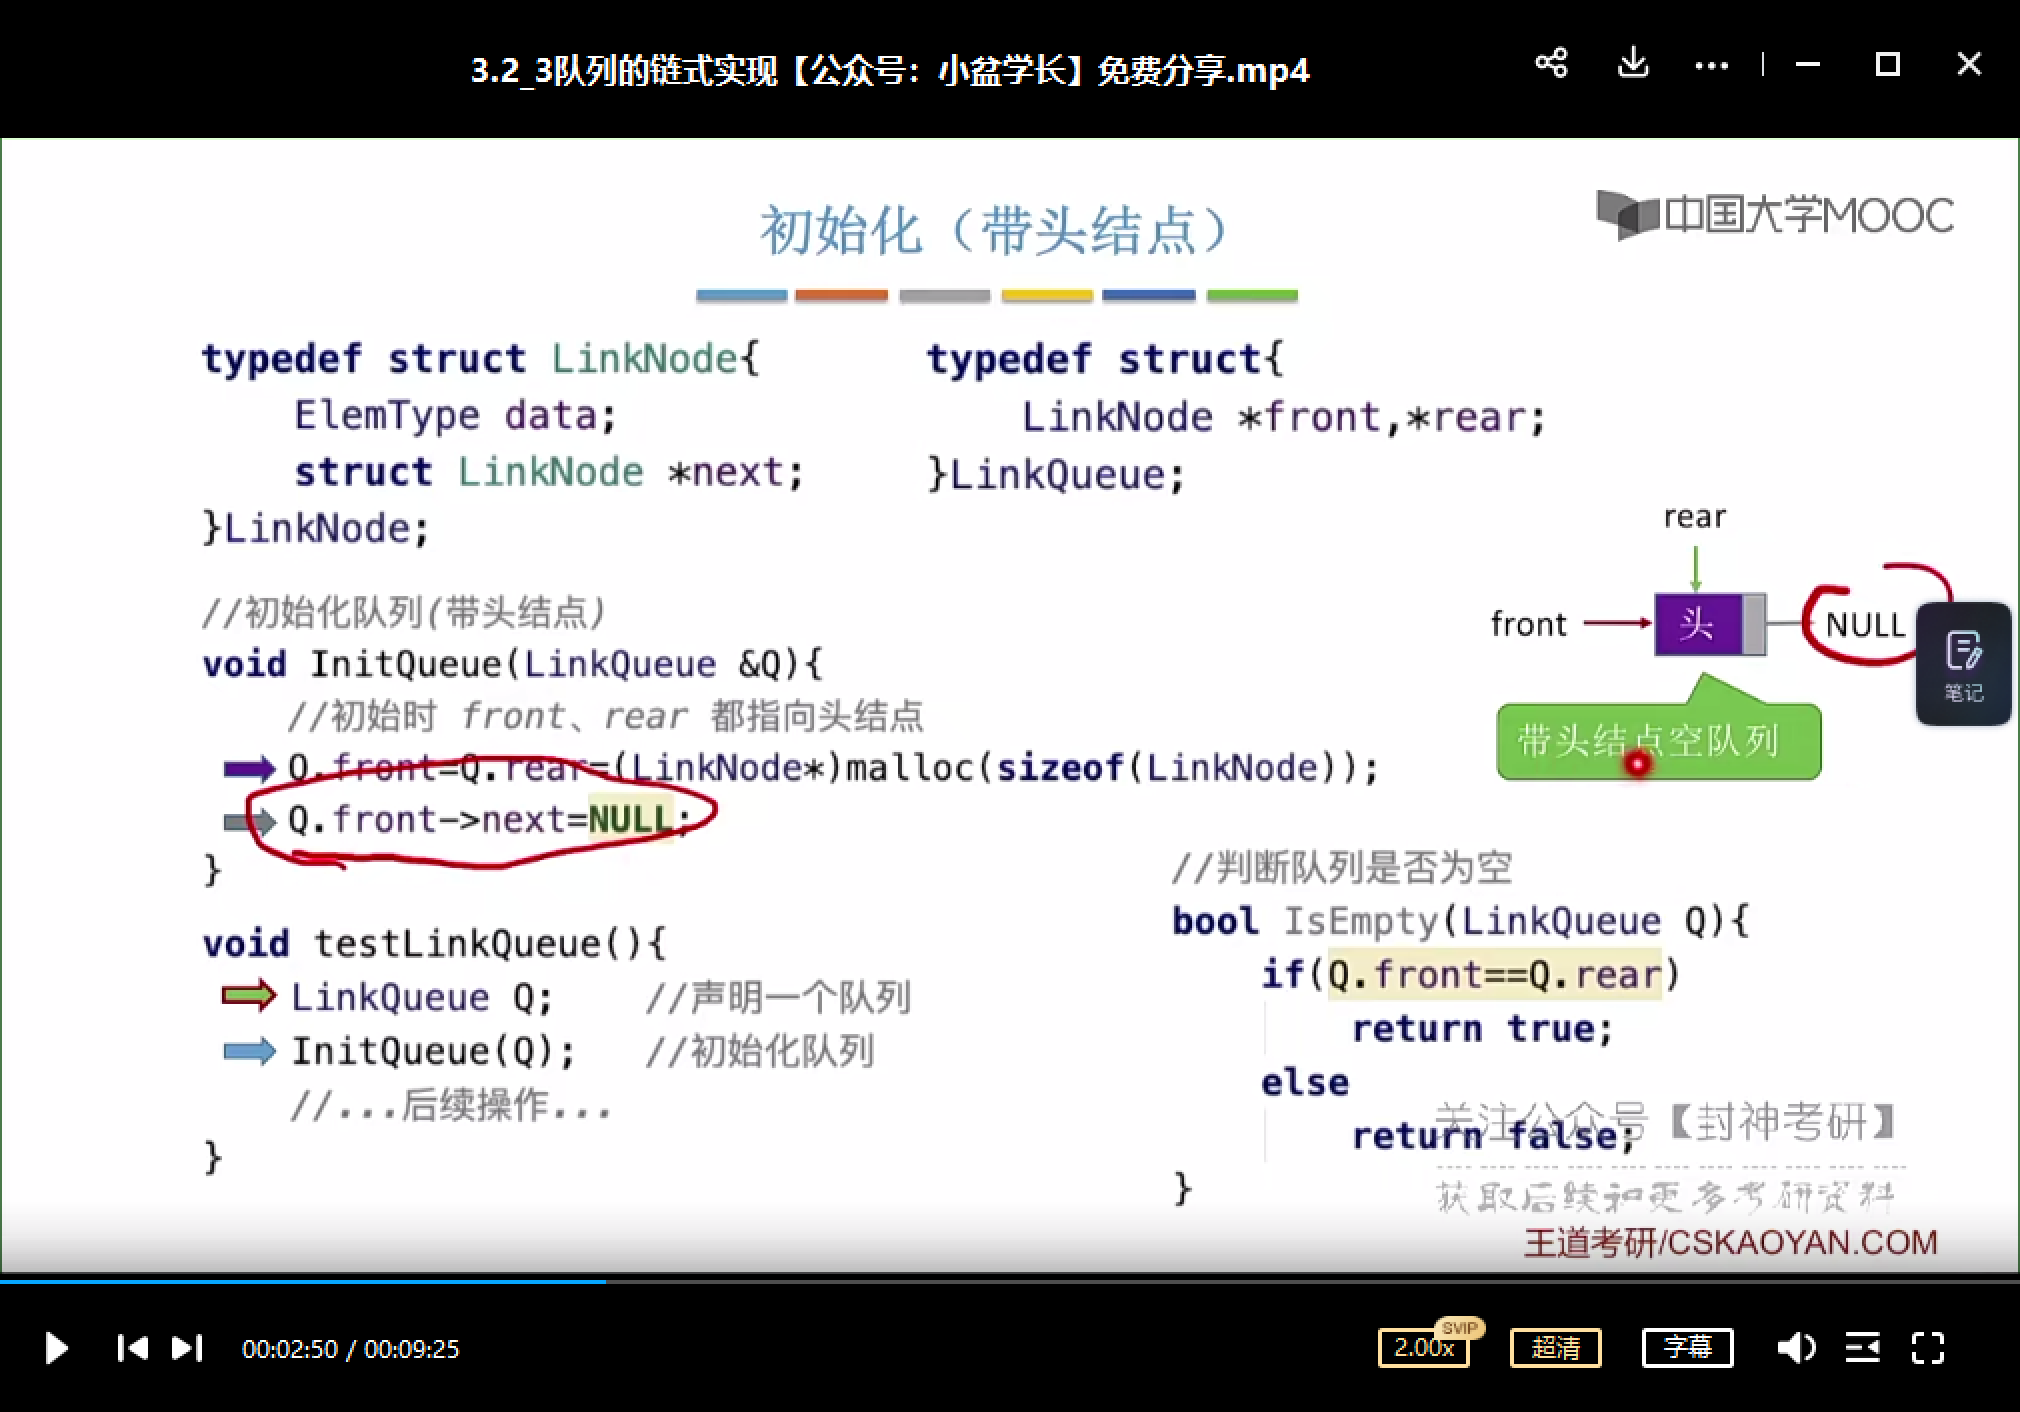 3.2_3队列的链式实现【公众号：小盆学长】免费分享.mp4
中国大学MOOC
初始化（带头结点）
typedef struct LinkNode{
ElemType data;
struct LinkNode *next;
}LinkNode;
typedef struct{
LinkNode *front,*rear;
}LinkQueue;
rear
front
头
NULL
笔记
带头结点空队列
//初始化队列(带头结点)
void InitQueue(LinkQueue &Q){
//初始时 front、rear 都指向头结点
Q.front=Q.rear=(LinkNode*)malloc(sizeof(LinkNode));
Q.front->next=NULL;
}
void testLinkQueue(){
LinkQueue Q; //声明一个队列
InitQueue(Q); //初始化队列
//...后续操作...
}
//判断队列是否为空
bool IsEmpty(LinkQueue Q){
if(Q.front==Q.rear)
return true;
else
return false;
}
关注公众号【封神考研】
获取后续和更多考研资料
王道考研/CSKAOYAN.COM
00:02:50 / 00:09:25
2.00x
SVIP
超清
字幕